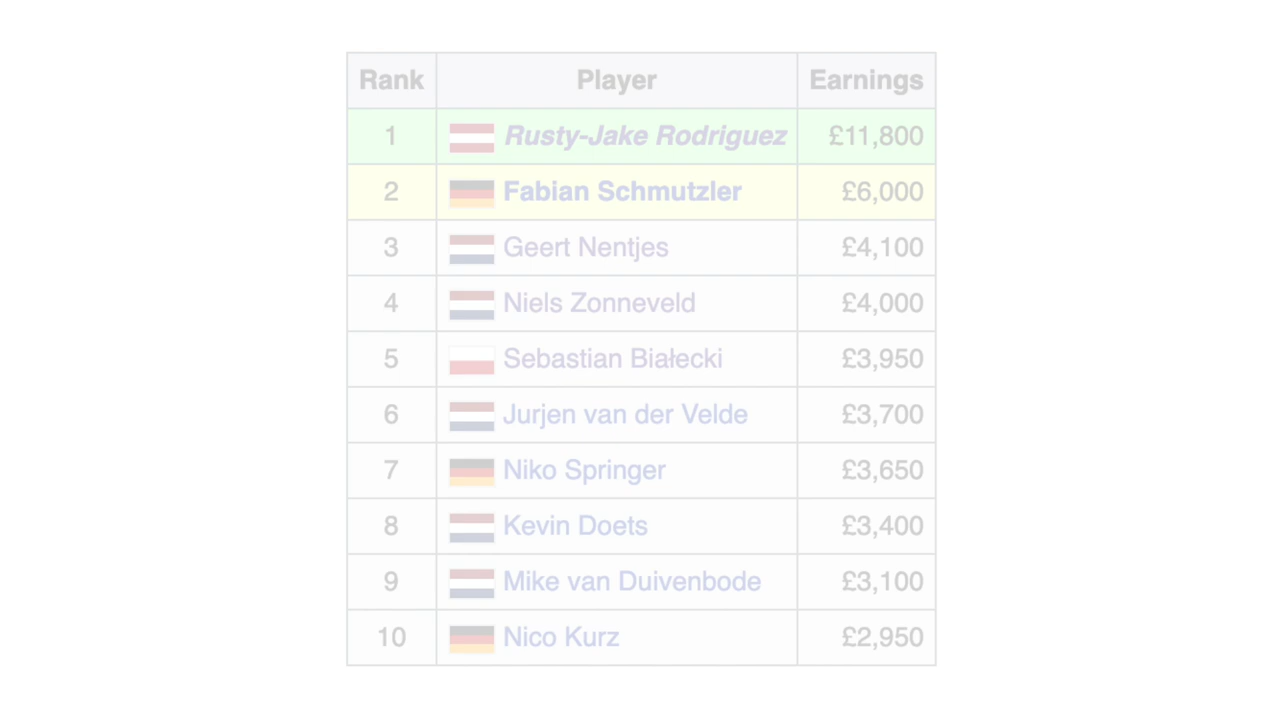 Rank Player Earnings
1 Rusty-Jake Rodriguez £11,800
2 Fabian Schmutzler £6,000
3 Geert Nentjes £4,100
4 Niels Zonneveld £4,000
5 Sebastian Białecki £3,950
6 Jurjen van der Velde £3,700
7 Niko Springer £3,650
8 Kevin Doets £3,400
9 Mike van Duivenbode £3,100
10 Nico Kurz £2,950